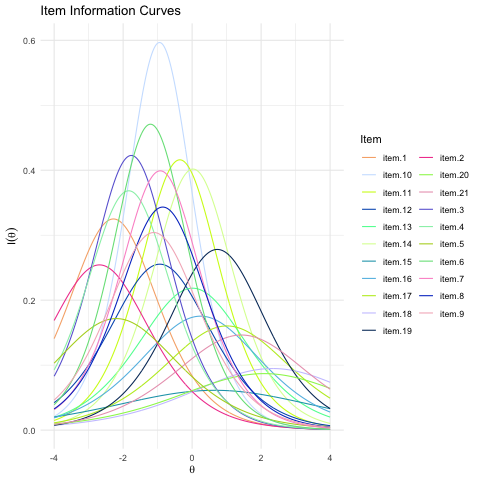 Item Information Curves
0.6
0.4
0.2
0.0
I(θ)
-4 -2 0 2 4
θ
Item
item.1 item.2
item.10 item.20
item.11 item.21
item.12 item.3
item.13 item.4
item.14 item.5
item.15 item.6
item.16 item.7
item.17 item.8
item.18 item.9
item.19